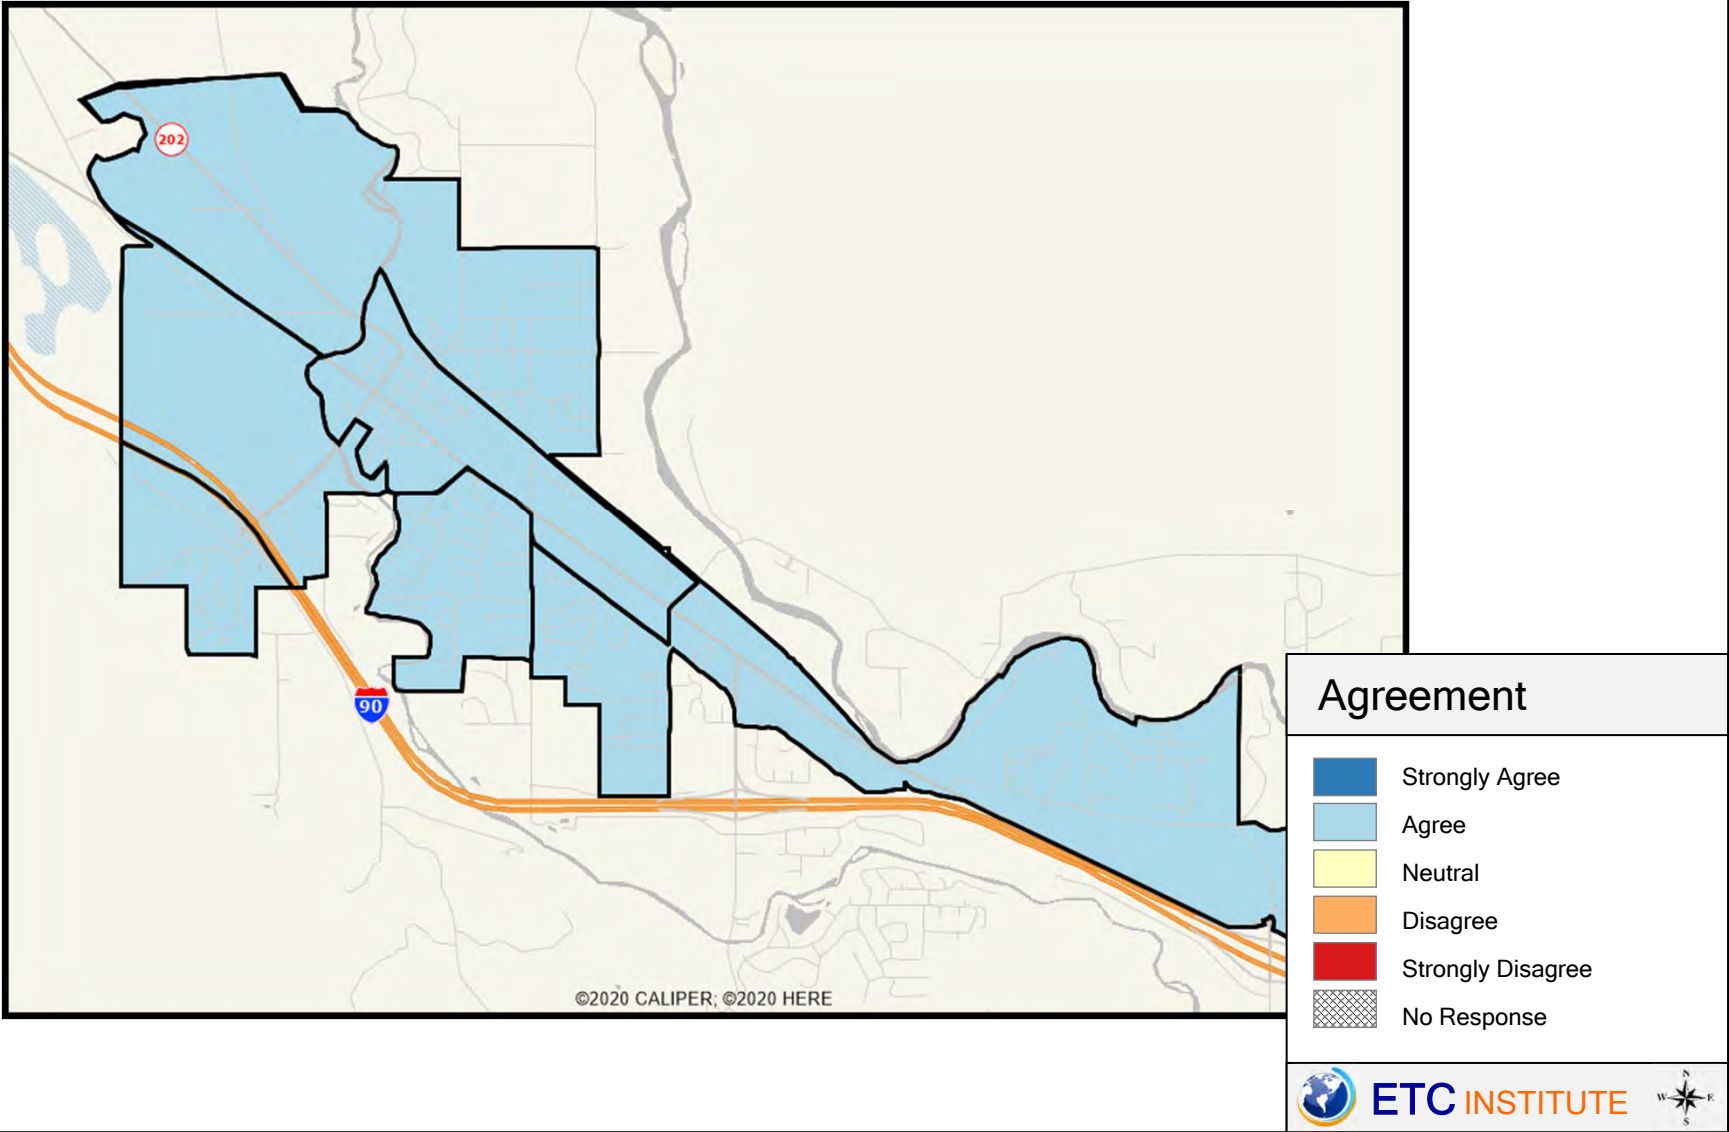 202
90
©2020 CALIPER; ©2020 HERE
Agreement
Strongly Agree
Agree
Neutral
Disagree
Strongly Disagree
No Response
ETC INSTITUTE
N
W E
S